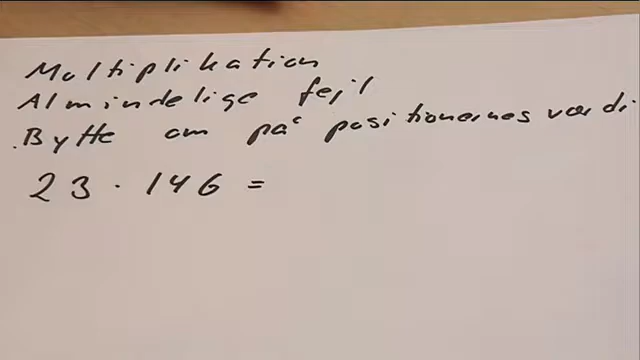 Multiplikation
Almindelige fejl
.Bytte om på positionernes værdi
23 · 146 =